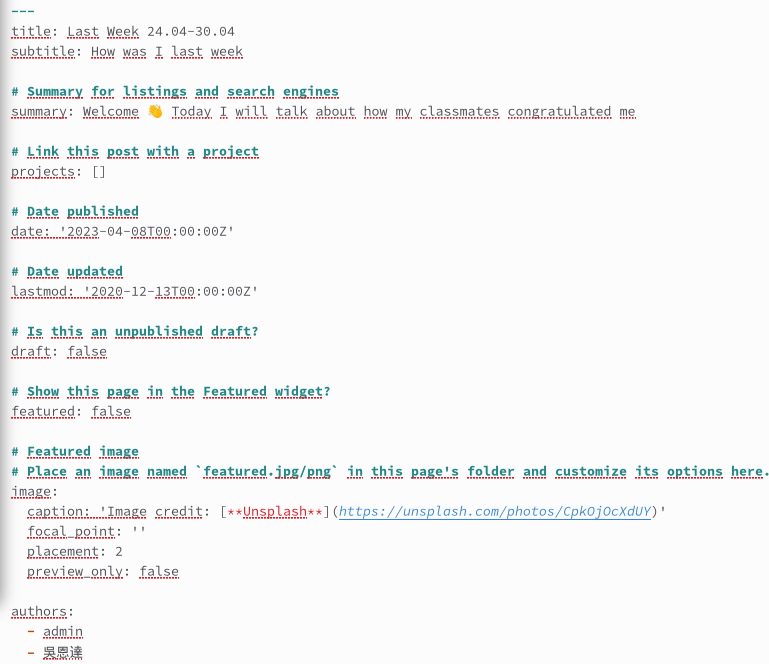 ---
title: Last Week 24.04-30.04
subtitle: How was I last week
# Summary for listings and search engines
summary: Welcome 👋 Today I will talk about how my classmates congratulated me
# Link this post with a project
projects: []
# Date published
date: '2023-04-08T00:00:00Z'
# Date updated
lastmod: '2020-12-13T00:00:00Z'
# Is this an unpublished draft?
draft: false
# Show this page in the Featured widget?
featured: false
# Featured image
# Place an image named `featured.jpg/png` in this page's folder and customize its options here.
image:
caption: 'Image credit: [**Unsplash**](https://unsplash.com/photos/CpkOjOcXdUY)'
focal_point: ''
placement: 2
preview_only: false
authors:
- admin
- 吳恩達